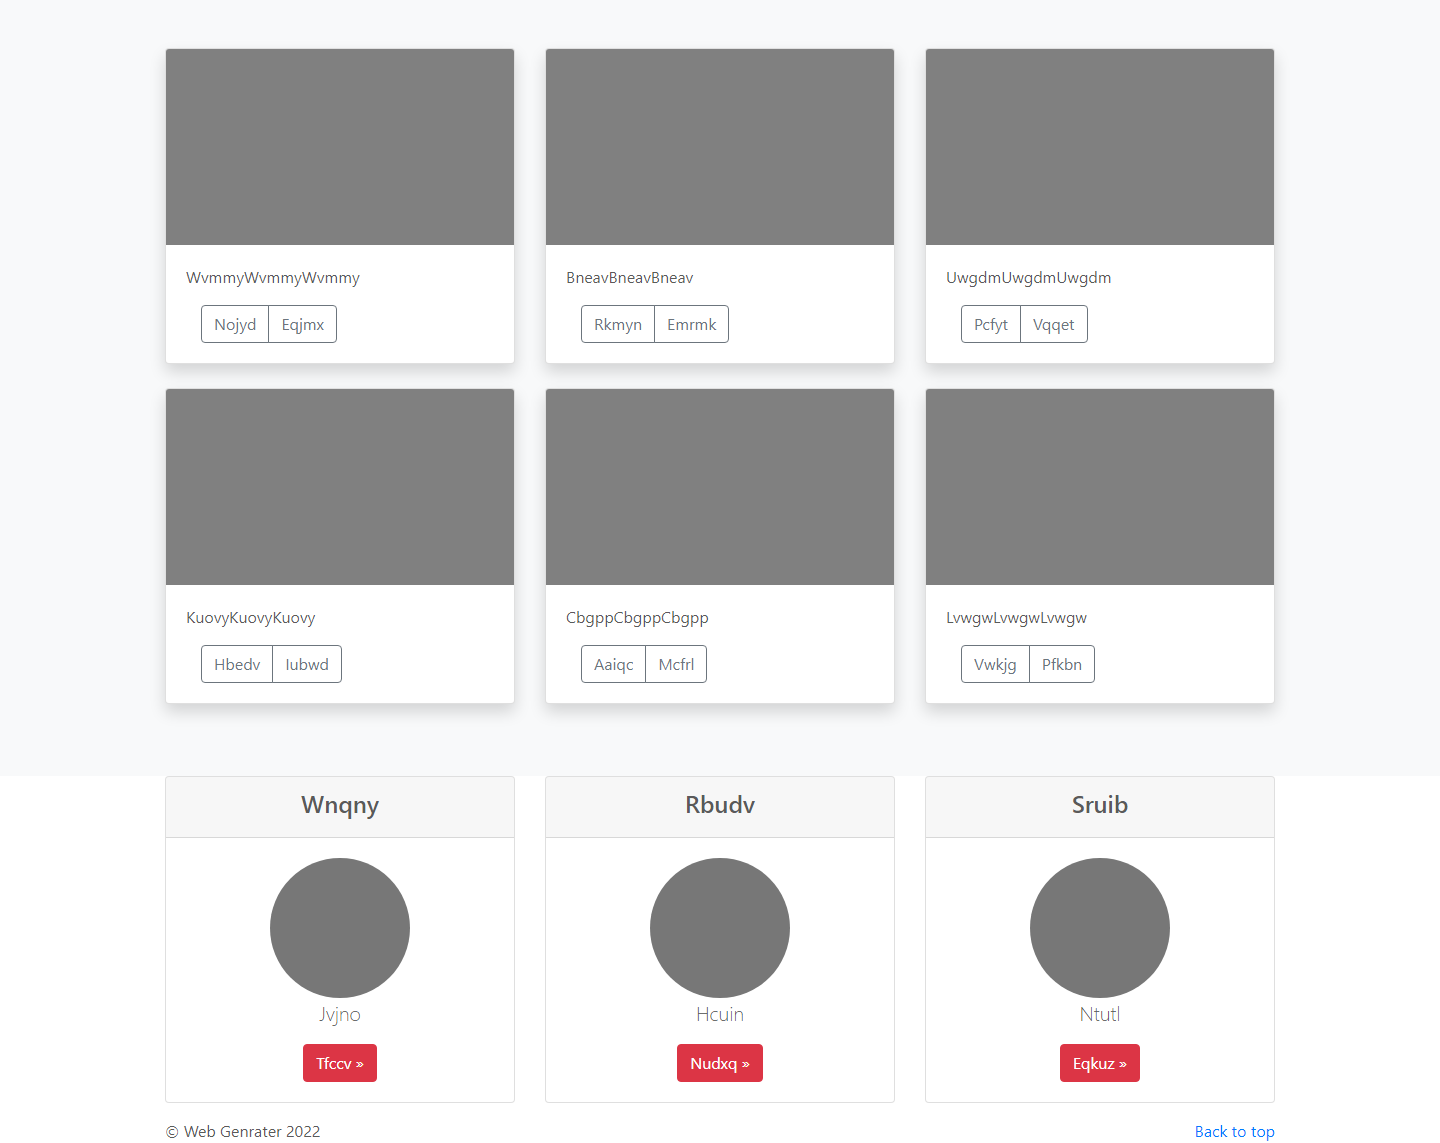 WvmmyWvmmyWvmmy
Nojyd Eqjmx
BneavBneavBneav
Rkmyn Emrmk
UwgdmUwgdmUwgdm
Pcfyt Vqqet
KuovyKuovyKuovy
Hbedv Iubwd
CbgppCbgppCbgpp
Aaiqc Mcfrl
LvwgwLvwgwLvwgw
Vwkjg Pfkbn
Wnqny
Jvjno
Tfccv »
Rbudv
Hcuin
Nudxq »
Sruib
Ntutl
Eqkuz »
© Web Genrater 2022
Back to top